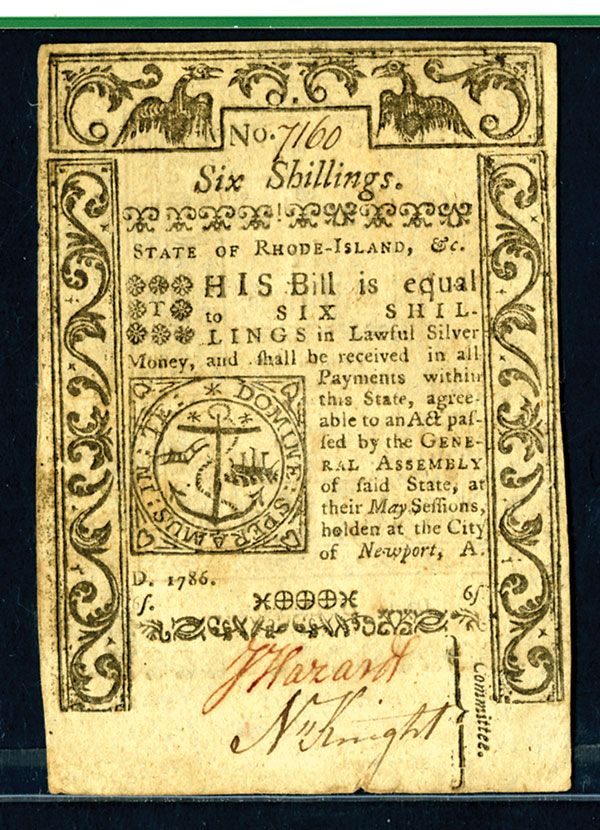 No. 7160
Six Shillings.
STATE OF RHODE-ISLAND, &c.
THIS Bill is equal
to SIX SHIL-
LINGS in Lawful Silver
Money, and ſhall be received in all
Payments within
this State, agree-
able to an Act paſ-
ſed by the GENE-
RAL ASSEMBLY
of ſaid State, at
their May Seſſions,
holden at the City
of Newport, A.
D. 1786.
IN : TE : DOMINE : SPERAMUS :
6ſ. 6ſ
J Hazard
Nn Knight
Committee.